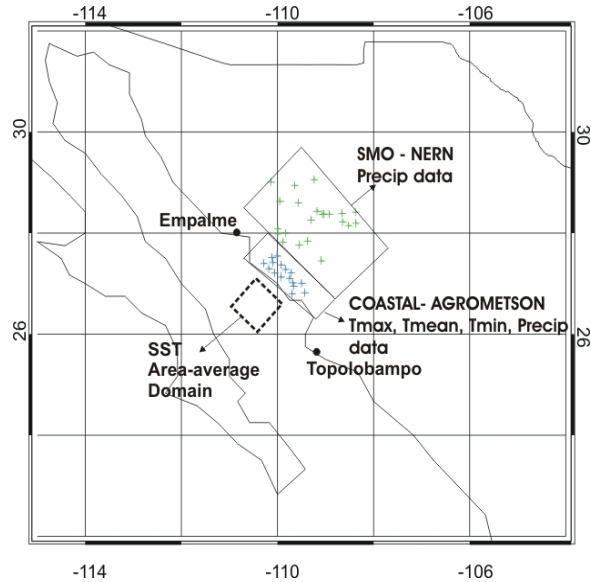 -114 -110 -106
30 30
SMO - NERN
Precip data
Empalme
COASTAL- AGROMETSON
Tmax, Tmean, Tmin, Precip
data
26 26
SST
Area-average
Domain
Topolobampo
-114 -110 -106